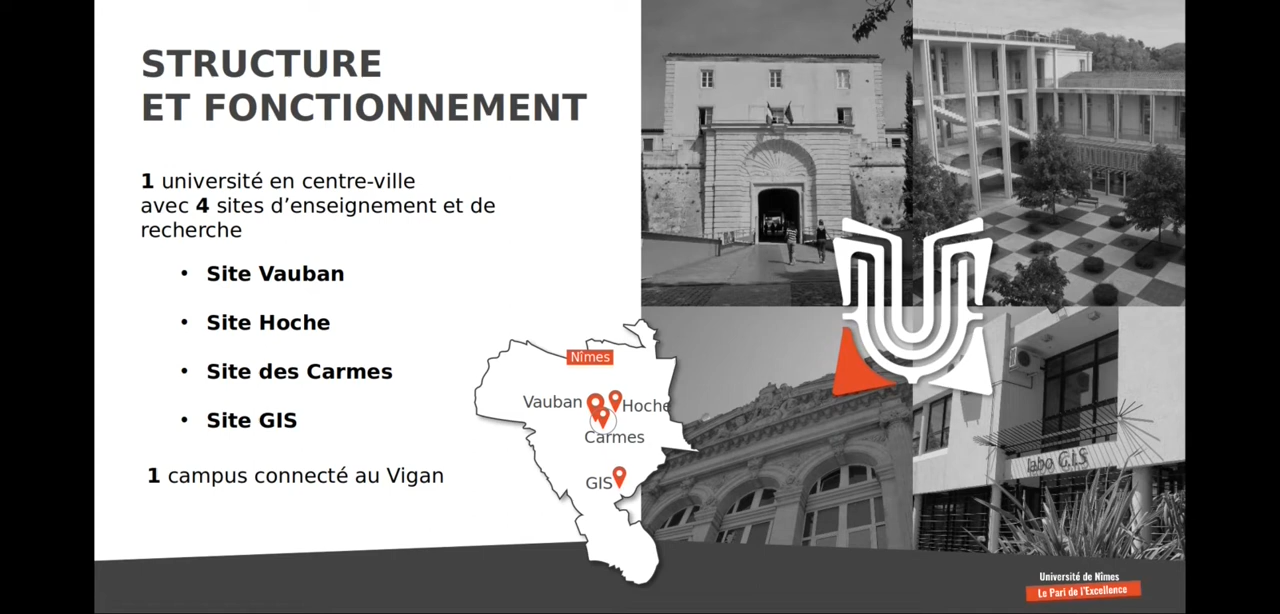 STRUCTURE
ET FONCTIONNEMENT
1 université en centre-ville
avec 4 sites d’enseignement et de
recherche
• Site Vauban
• Site Hoche
• Site des Carmes
• Site GIS
1 campus connecté au Vigan
Nîmes
Vauban
Hoche
Carmes
GIS
labo G.I.S
Université de Nîmes
Le Pari de l’Excellence